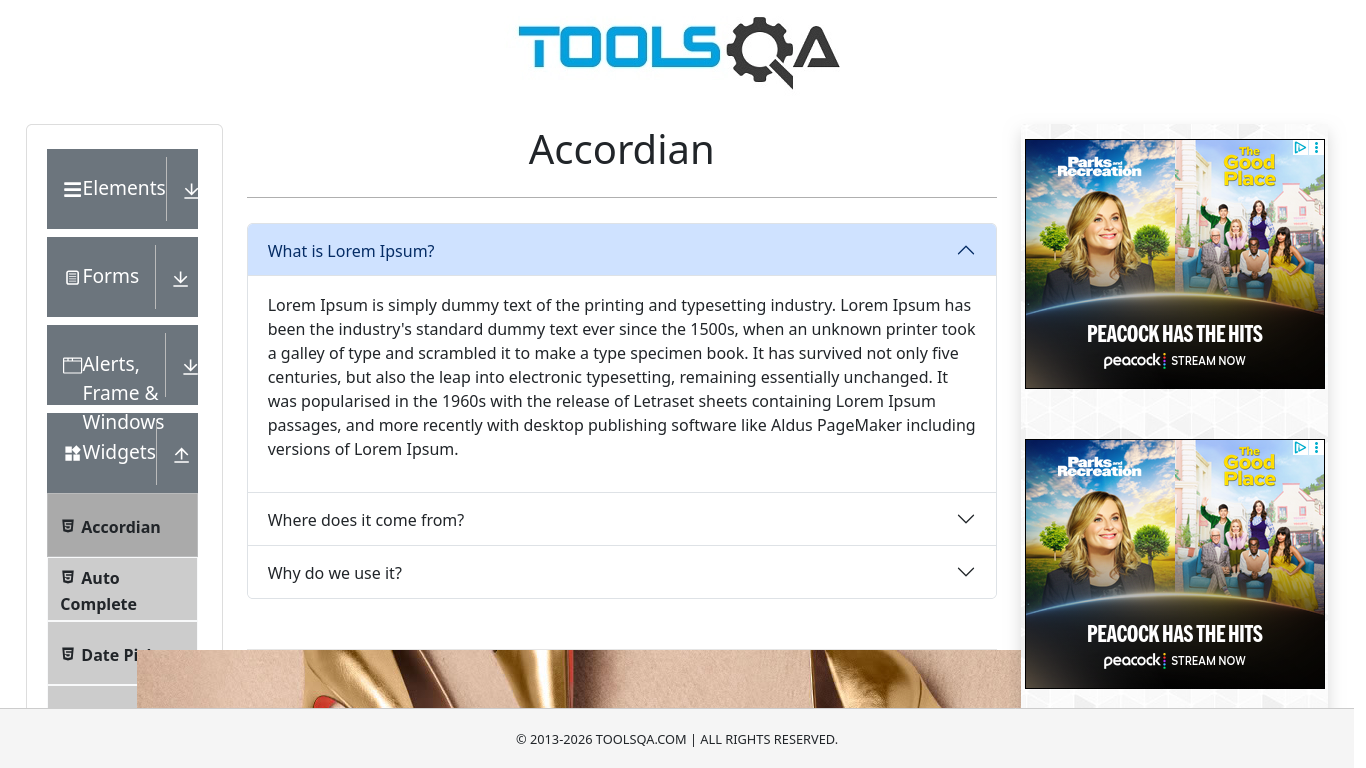 TOOLSQA
Elements
Forms
Alerts,
Frame &
Windows
Widgets
Accordian
Auto
Complete
Date Pi
Accordian
What is Lorem Ipsum?
Lorem Ipsum is simply dummy text of the printing and typesetting industry. Lorem Ipsum has
been the industry's standard dummy text ever since the 1500s, when an unknown printer took
a galley of type and scrambled it to make a type specimen book. It has survived not only five
centuries, but also the leap into electronic typesetting, remaining essentially unchanged. It
was popularised in the 1960s with the release of Letraset sheets containing Lorem Ipsum
passages, and more recently with desktop publishing software like Aldus PageMaker including
versions of Lorem Ipsum.
Where does it come from?
Why do we use it?
Parks and
Recreation
The
Good
Place
PEACOCK HAS THE HITS
peacock STREAM NOW
Parks and
Recreation
The
Good
Place
PEACOCK HAS THE HITS
peacock STREAM NOW
© 2013-2026 TOOLSQA.COM | ALL RIGHTS RESERVED.